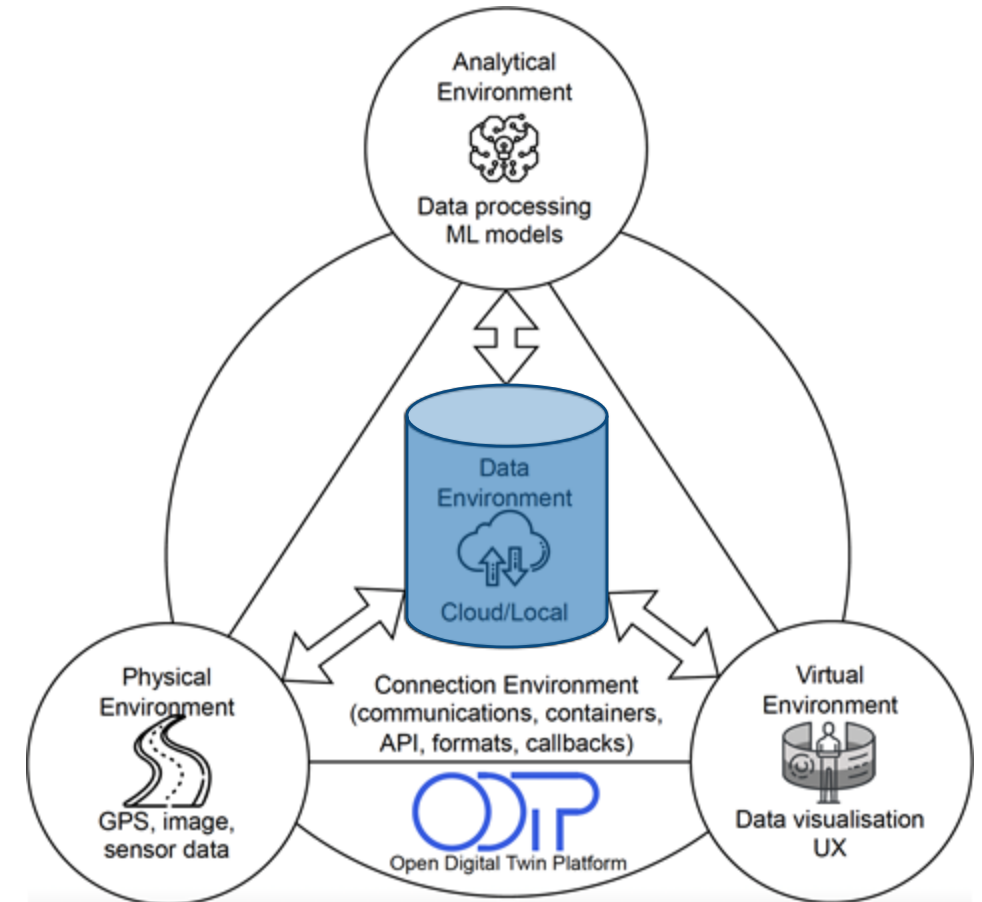 Analytical
Environment
Data processing
ML models
Data
Environment
Cloud/Local
Physical
Environment
GPS, image,
sensor data
Connection Environment
(communications, containers,
API, formats, callbacks)
Virtual
Environment
Data visualisation
UX
ODTP
Open Digital Twin Platform